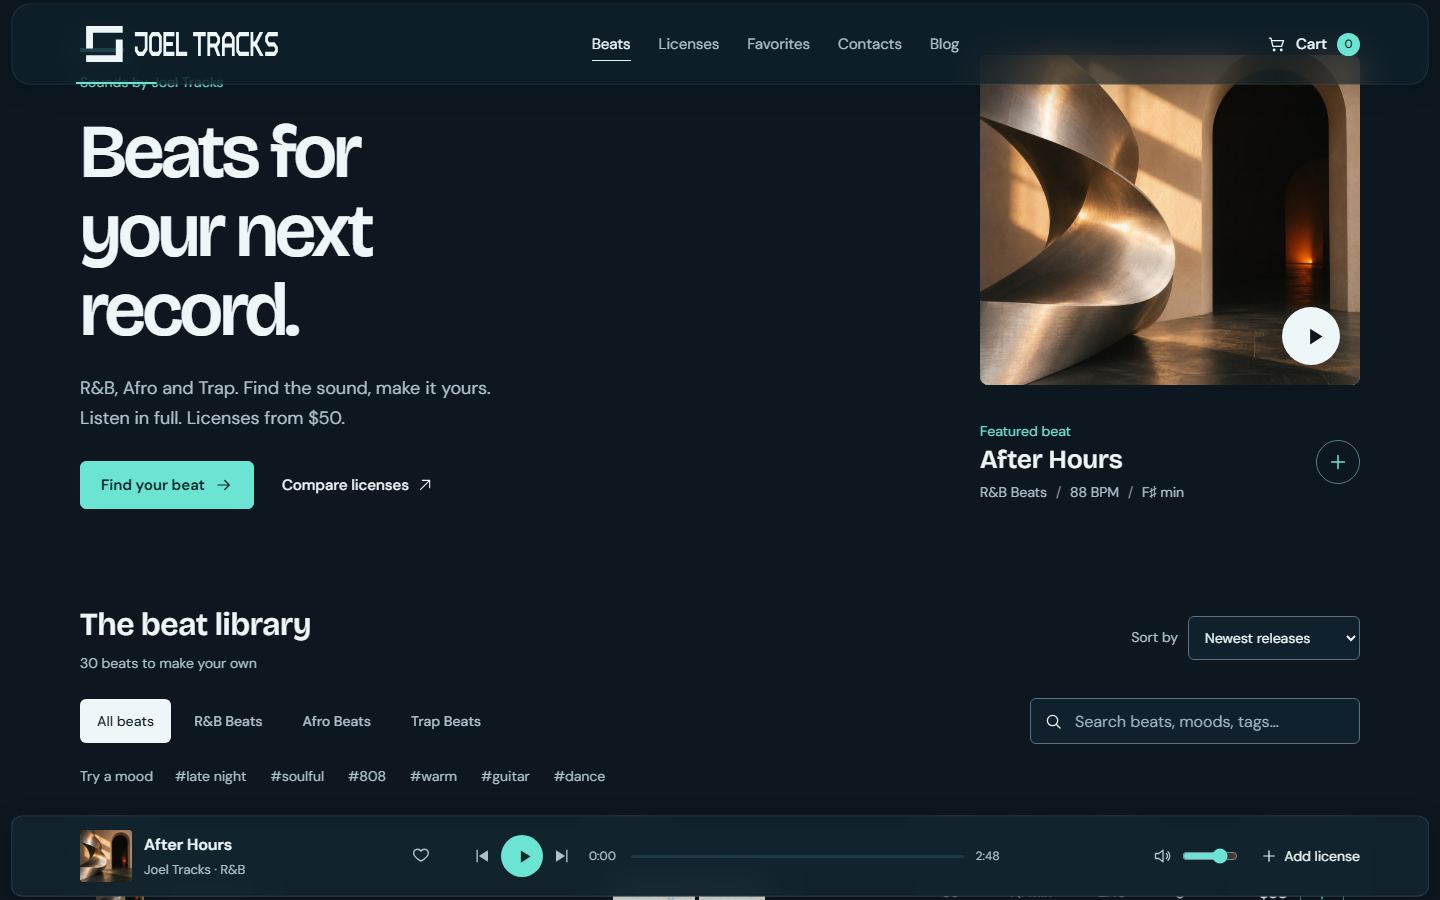 JOEL TRACKS
Beats
Licenses
Favorites
Contacts
Blog
Cart
0
Sounds by Joel Tracks
Beats for
your next
record.
R&B, Afro and Trap. Find the sound, make it yours.
Listen in full. Licenses from $50.
Find your beat
Compare licenses
Featured beat
After Hours
R&B Beats / 88 BPM / F♯ min
The beat library
30 beats to make your own
Sort by
Newest releases
All beats
R&B Beats
Afro Beats
Trap Beats
Search beats, moods, tags...
Try a mood
#late night
#soulful
#808
#warm
#guitar
#dance
After Hours
Joel Tracks · R&B
0:00
2:48
Add license